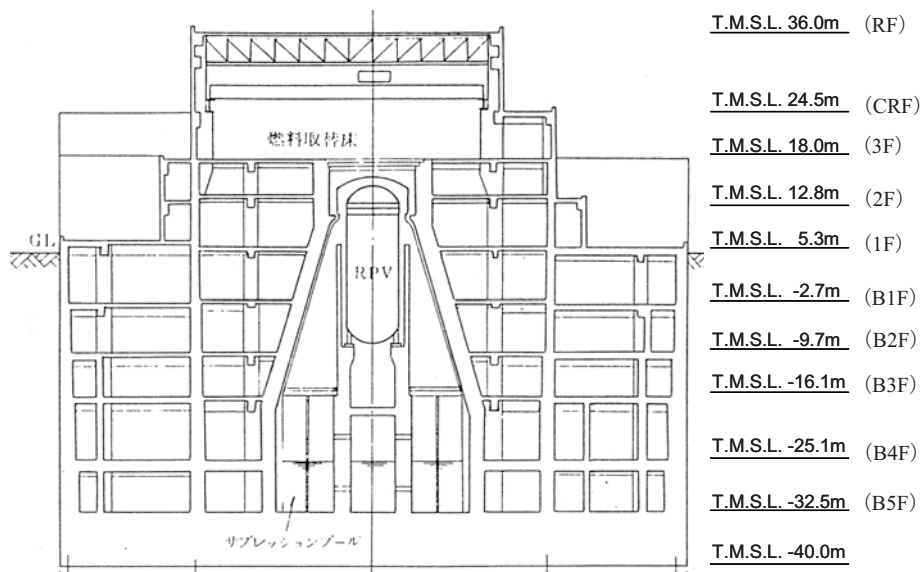 T.M.S.L. 36.0m (RF)
T.M.S.L. 24.5m (CRF)
燃料取替床
T.M.S.L. 18.0m (3F)
T.M.S.L. 12.8m (2F)
GL
T.M.S.L. 5.3m (1F)
RPV
T.M.S.L. -2.7m (B1F)
T.M.S.L. -9.7m (B2F)
T.M.S.L. -16.1m (B3F)
T.M.S.L. -25.1m (B4F)
T.M.S.L. -32.5m (B5F)
サプレッションプール
T.M.S.L. -40.0m